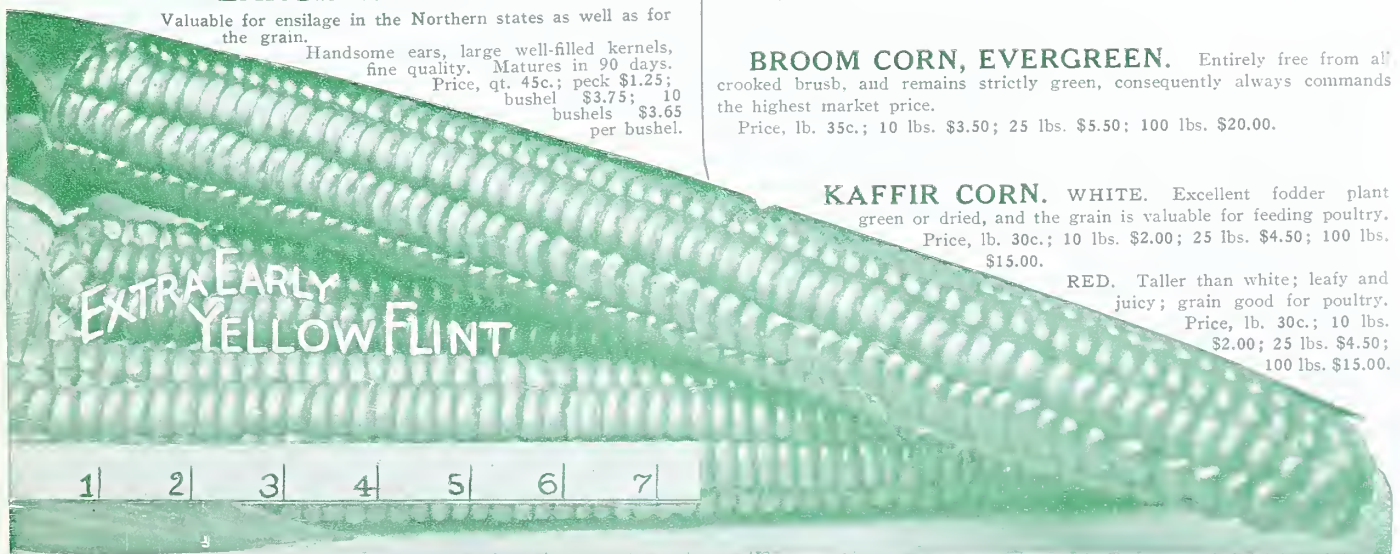 Valuable for ensilage in the Northern states as well as for
the grain.
Handsome ears, large well-filled kernels,
fine quality. Matures in 90 days.
Price, qt. 45c.; peck $1.25;
bushel $3.75; 10
bushels $3.65
per bushel.
BROOM CORN, EVERGREEN. Entirely free from all
crooked brusb, and remains strictly green, consequently always commands
the highest market price.
Price, lb. 35c.; 10 lbs. $3.50; 25 lbs. $5.50; 100 lbs. $20.00.
KAFFIR CORN. WHITE. Excellent fodder plant
green or dried, and the grain is valuable for feeding poultry.
Price, lb. 30c.; 10 lbs. $2.00; 25 lbs. $4.50; 100 lbs.
$15.00.
RED. Taller than white; leafy and
juicy; grain good for poultry.
Price, lb. 30c.; 10 lbs.
$2.00; 25 lbs. $4.50;
100 lbs. $15.00.
EXTRA EARLY
YELLOW FLINT
1 2 3 4 5 6 7